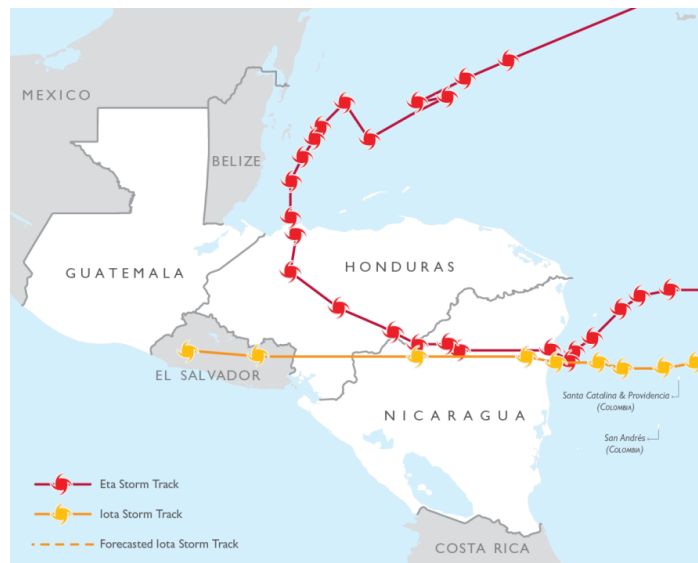 MEXICO
BELIZE
GUATEMALA
HONDURAS
EL SALVADOR
Santa Catalina & Providencia
(COLOMBIA)
NICARAGUA
San Andrés
(COLOMBIA)
Eta Storm Track
Iota Storm Track
Forecasted Iota Storm Track
COSTA RICA